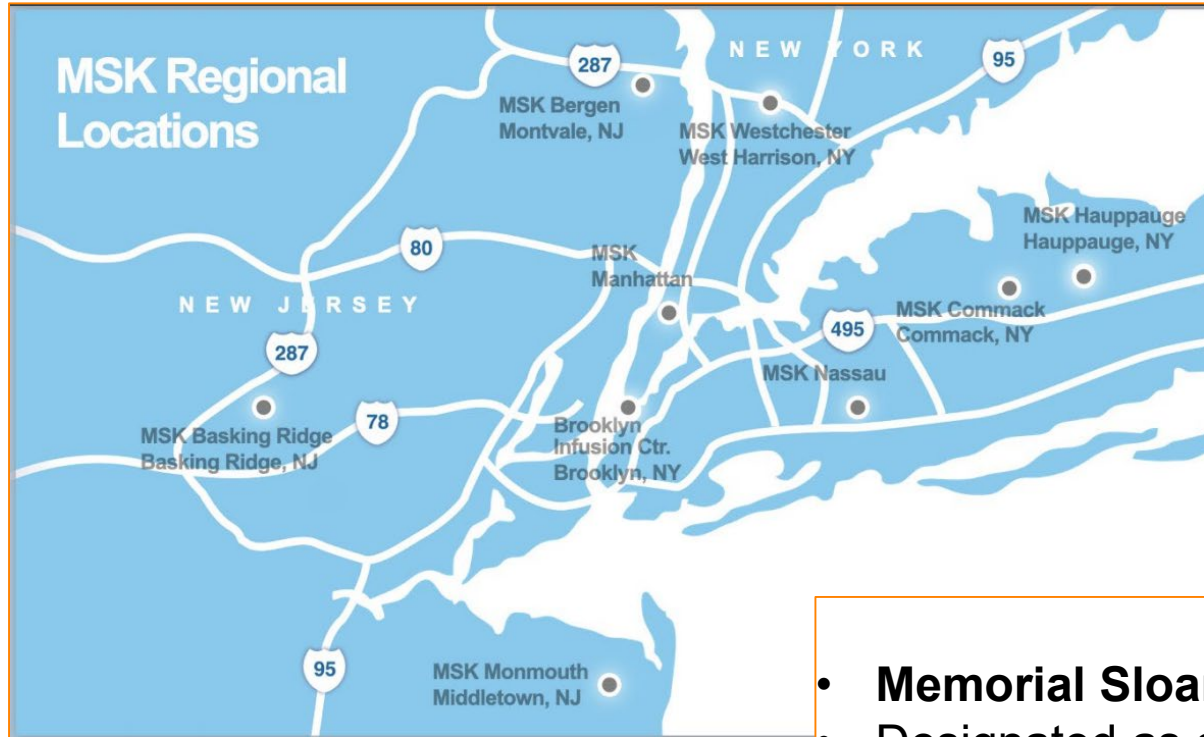 MSK Regional
Locations
NEW YORK
287
95
MSK Bergen
Montvale, NJ
MSK Westchester
West Harrison, NY
MSK Hauppauge
Hauppauge, NY
80
MSK
Manhattan
NEW JERSEY
MSK Commack
Commack, NY
495
287
MSK Nassau
78
MSK Basking Ridge
Basking Ridge, NJ
Brooklyn
Infusion Ctr.
Brooklyn, NY
95
MSK Monmouth
Middletown, NJ
• Memorial Sloa